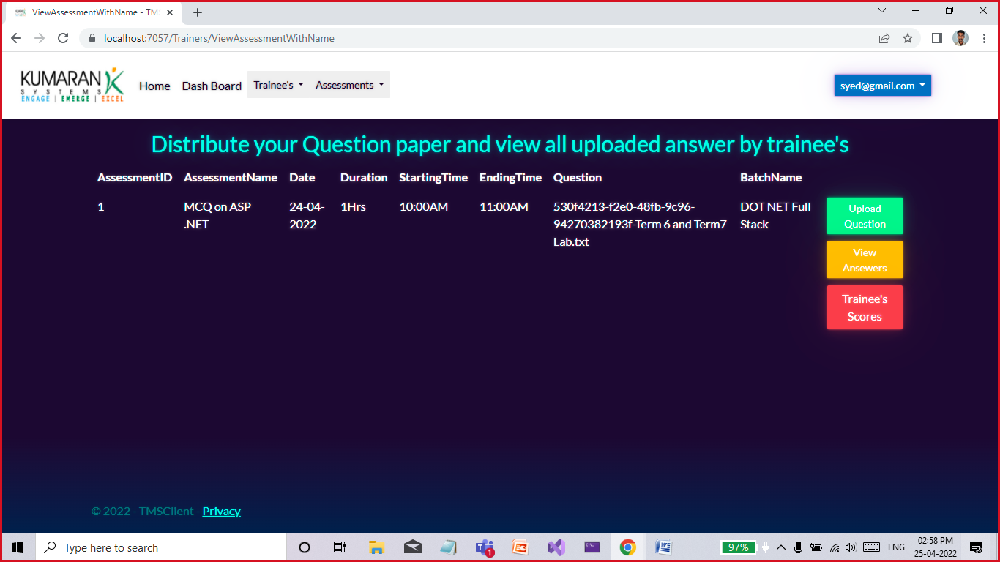 ViewAssessmentWithName - TMS
localhost:7057/Trainers/ViewAssessmentWithName
KUMARAN
SYSTEMS
ENGAGE | EMERGE | EXCEL
Home Dash Board Trainee's Assessments
syed@gmail.com
Distribute your Question paper and view all uploaded answer by trainee's
AssessmentID AssessmentName Date Duration StartingTime EndingTime Question BatchName
1 MCQ on ASP 24-04- 1Hrs 10:00AM 11:00AM 530f4213-f2e0-48fb-9c96- DOT NET Full
.NET 2022 94270382193f-Term 6 and Term7 Stack
Lab.txt
Upload
Question
View
Ansewers
Trainee's
Scores
© 2022 - TMSClient - Privacy
Type here to search
1
97%
ENG
02:58 PM
25-04-2022